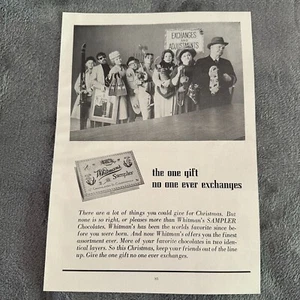 EXCHANGES
AND
ADJUSTMENTS
Whitman's
Sampler
the one gift
no one ever exchanges
There are a lot of things you could give for Christmas. But
none is so right, or pleases more than Whitman's SAMPLER
Chocolates. Whitman's has been the worlds favorite since be-
fore you were born. And now Whitman's offers you the finest
assortment ever. More of your favorite chocolates in two iden-
tical layers. So this Christmas, keep your friends out of the line
up. Give the one gift no one ever exchanges.